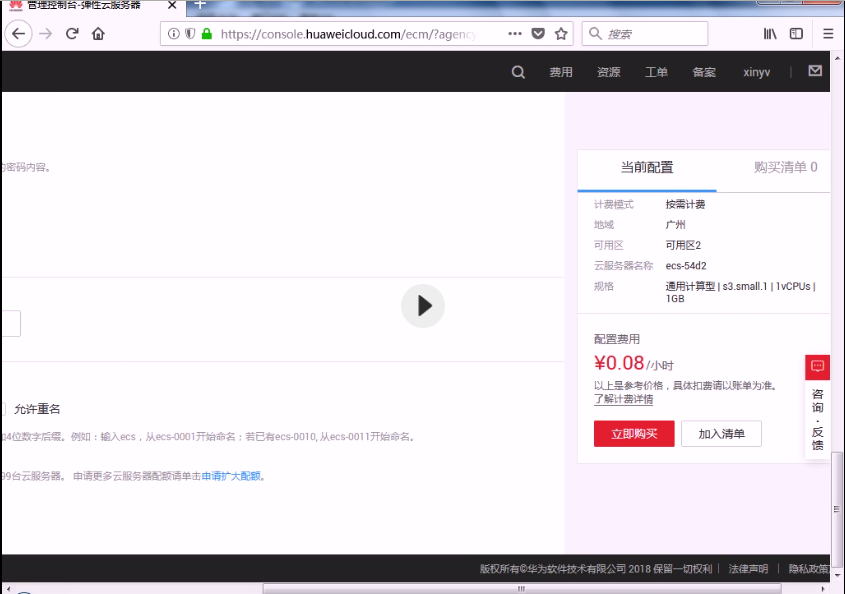 管理控制台-弹性云服务器
https://console.huaweicloud.com/ecm/?agency
搜索
费用 资源 工单 备案 xinyv
的密码内容。
当前配置 购买清单 0
计费模式 按需计费
地域 广州
可用区 可用区2
云服务器名称 ecs-54d2
规格 通用计算型 | s3.small.1 | 1vCPUs |
1GB
配置费用
¥0.08/小时
以上是参考价格，具体扣费请以账单为准。
了解计费详情
立即购买 加入清单
咨询·反馈
允许重名
加4位数字后缀。例如：输入ecs，从ecs-0001开始命名；若已有ecs-0010, 从ecs-0011开始命名。
99台云服务器。 申请更多云服务器配额请单击申请扩大配额。
版权所有©华为软件技术有限公司 2018 保留一切权利 | 法律声明 | 隐私政策